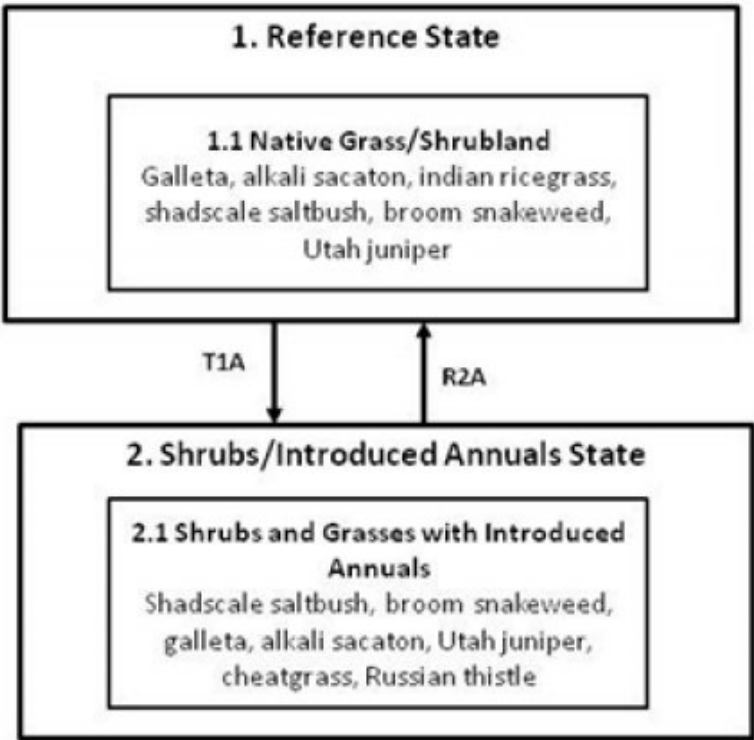 1. Reference State
1.1 Native Grass/Shrubland
Galleta, alkali sacaton, indian ricegrass,
shadscale saltbush, broom snakeweed,
Utah juniper
T1A
R2A
2. Shrubs/Introduced Annuals State
2.1 Shrubs and Grasses with Introduced
Annuals
Shadscale saltbush, broom snakeweed,
galleta, alkali sacaton, Utah juniper,
cheatgrass, Russian thistle